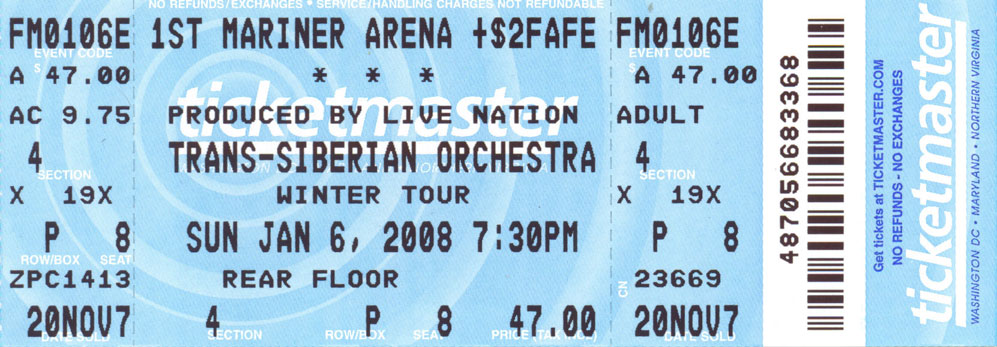 NO REFUNDS/EXCHANGES • SERVICE/HANDLING CHARGES NOT REFUNDABLE
FM0106E 1ST MARINER ARENA +$2FAFE FM0106E
EVENT CODE EVENT CODE
$ A 47.00 * * * $ A 47.00
ticketmaster
AC 9.75 PRODUCED BY LIVE NATION ADULT
4 TRANS-SIBERIAN ORCHESTRA 4
SECTION SECTION
X 19X WINTER TOUR X 19X
P 8 SUN JAN 6, 2008 7:30PM P 8
ROW/BOX SEAT
ZPC1413 REAR FLOOR CN 23669
20NOV7 4 P 8 47.00 20NOV7
DATE SOLD SECTION ROW/BOX SEAT PRICE (TAX INCL) DATE SOLD
487056683368
Get tickets at TICKETMASTER.COM
NO REFUNDS - NO EXCHANGES
ticketmaster
WASHINGTON DC • MARYLAND • NORTHERN VIRGINIA